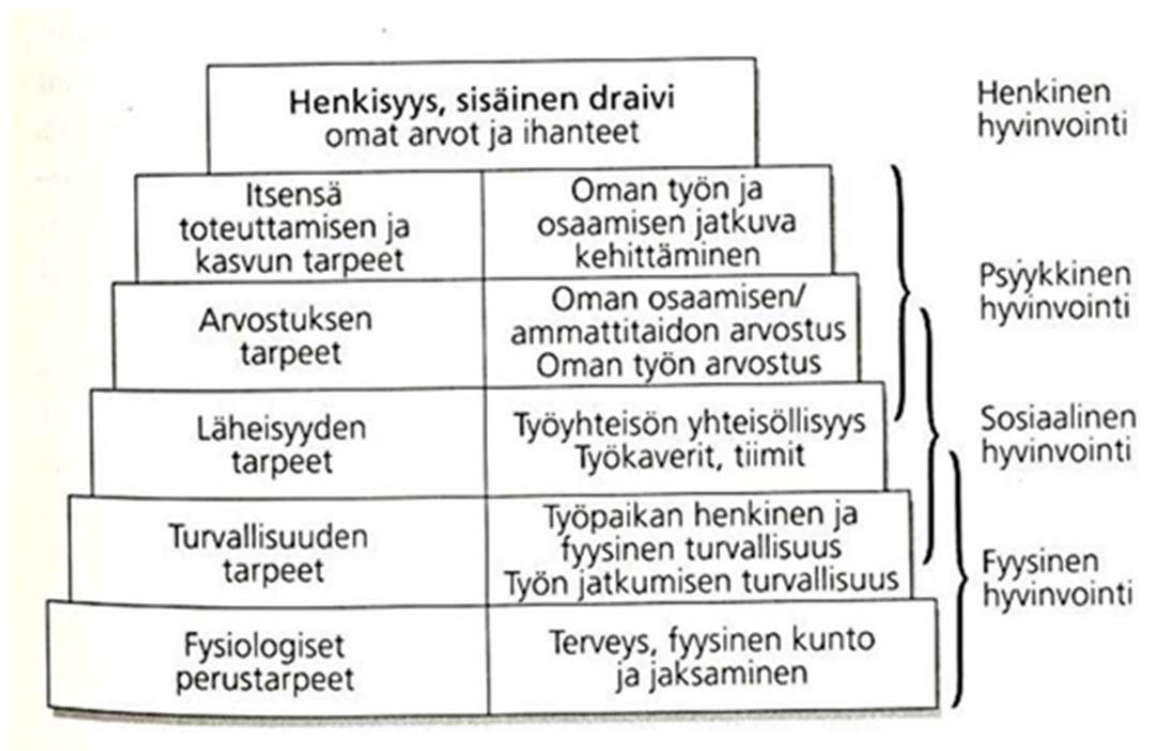 Henkisyys, sisäinen draivi
omat arvot ja ihanteet
Henkinen
hyvinvointi
Itsensä
toteuttamisen ja
kasvun tarpeet
Oman työn ja
osaamisen jatkuva
kehittäminen
Psyykkinen
hyvinvointi
Arvostuksen
tarpeet
Oman osaamisen/
ammattitaidon arvostus
Oman työn arvostus
Läheisyyden
tarpeet
Työyhteisön yhteisöllisyys
Työkaverit, tiimit
Sosiaalinen
hyvinvointi
Turvallisuuden
tarpeet
Työpaikan henkinen ja
fyysinen turvallisuus
Työn jatkumisen turvallisuus
Fyysinen
hyvinvointi
Fysiologiset
perustarpeet
Terveys, fyysinen kunto
ja jaksaminen